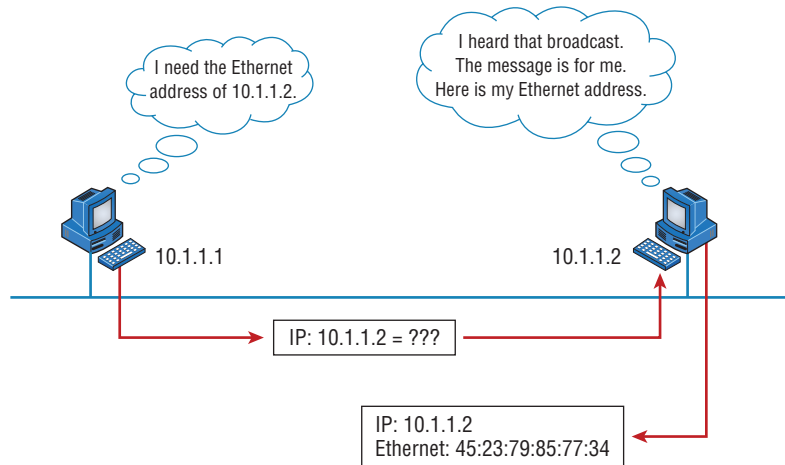 I need the Ethernet
address of 10.1.1.2.
I heard that broadcast.
The message is for me.
Here is my Ethernet address.
10.1.1.1
10.1.1.2
IP: 10.1.1.2 = ???
IP: 10.1.1.2
Ethernet: 45:23:79:85:77:34